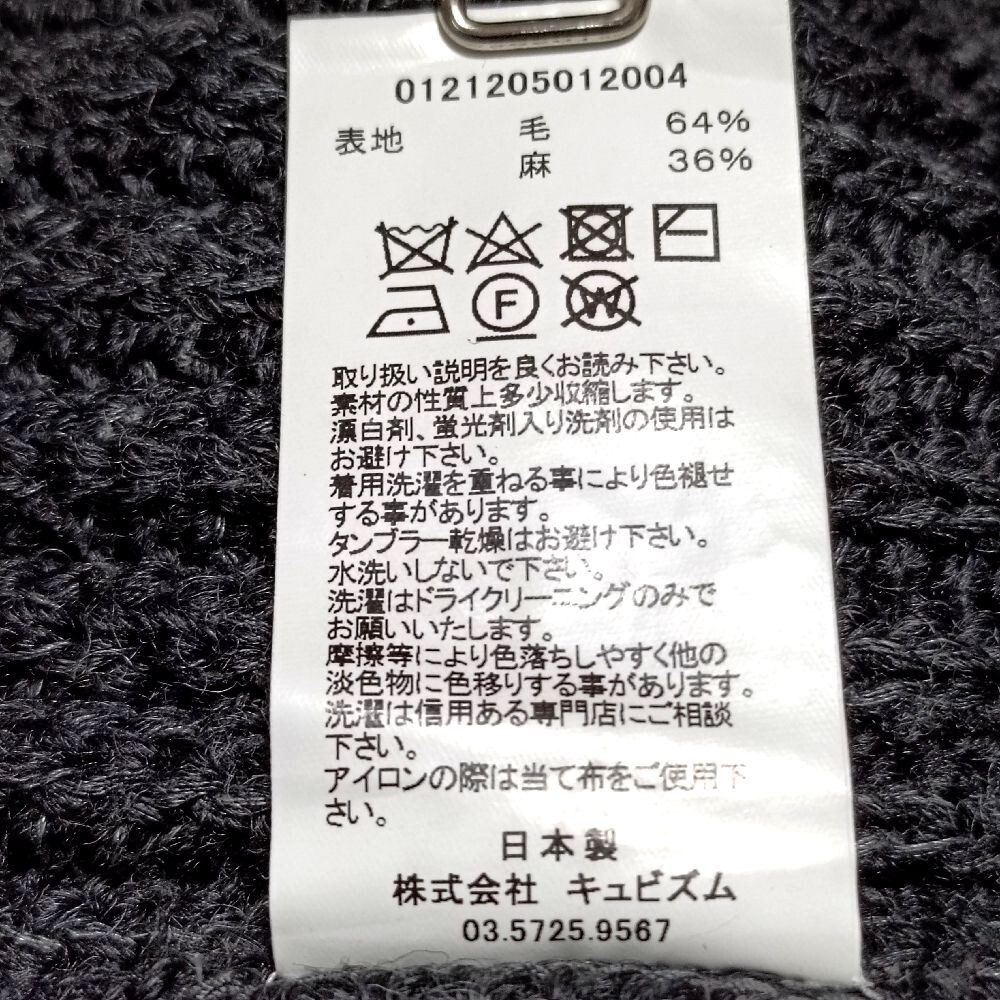 0121205012004
表地 毛 64%
麻 36%
F
W
取り扱い説明を良くお読み下さい。
素材の性質上多少収縮します。
漂白剤、蛍光剤入り洗剤の使用は
お避け下さい。
着用洗濯を重ねる事により色褪せ
する事があります。
タンブラー乾燥はお避け下さい。
水洗いしないで下さい。
洗濯はドライクリーニングのみで
お願いいたします。
摩擦等により色落ちしやすく他の
淡色物に色移りする事があります。
洗濯は信用ある専門店にご相談
下さい。
アイロンの際は当て布をご使用下
さい。
日本製
株式会社 キュビズム
03.5725.9567